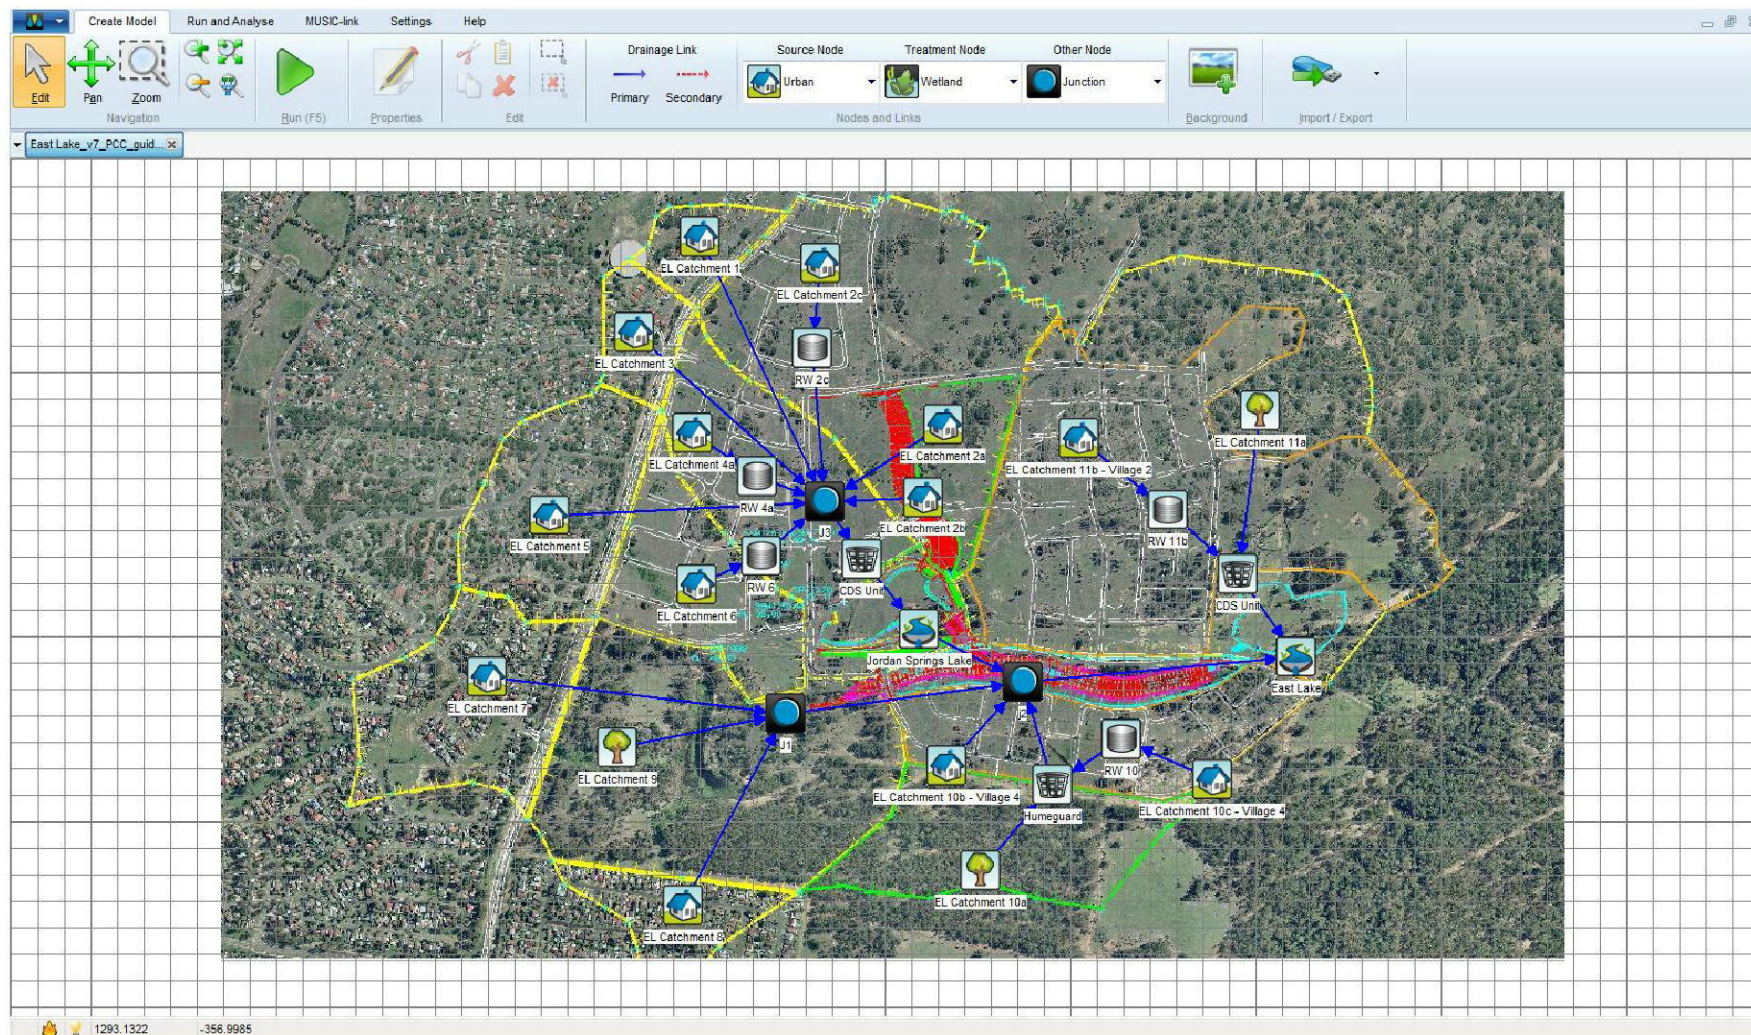 Create Model Run and Analyse MUSIC-link Settings Help
Drainage Link Source Node Treatment Node Other Node
Urban Wetland Junction
Edit Pan Zoom Primary Secondary
Navigation Run (F5) Properties Edit Nodes and Links Background Import / Export
East Lake_v7_PCC_guid...
EL Catchment 1
EL Catchment 2c
EL Catchment 3
RW 2c
EL Catchment 11a
EL Catchment 2a
EL Catchment 4a
EL Catchment 11b - Village 2
RW 4a
EL Catchment 2b
J3
RW 11b
EL Catchment 5
RW 6
CDS Unit
CDS Unit
EL Catchment 6
Jordan Springs Lake
East Lake
EL Catchment 7
J2
J1
RW 10
EL Catchment 9
EL Catchment 10b - Village 4
EL Catchment 10c - Village 4
Humeguard
EL Catchment 10a
EL Catchment 8
1293.1322 -356.9985